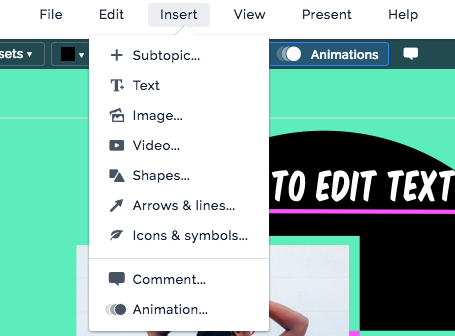 File Edit Insert View Present Help
sets Animations
Subtopic...
Text
Image...
Video...
Shapes...
Arrows & lines...
Icons & symbols...
Comment...
Animation...
TO EDIT TEXT